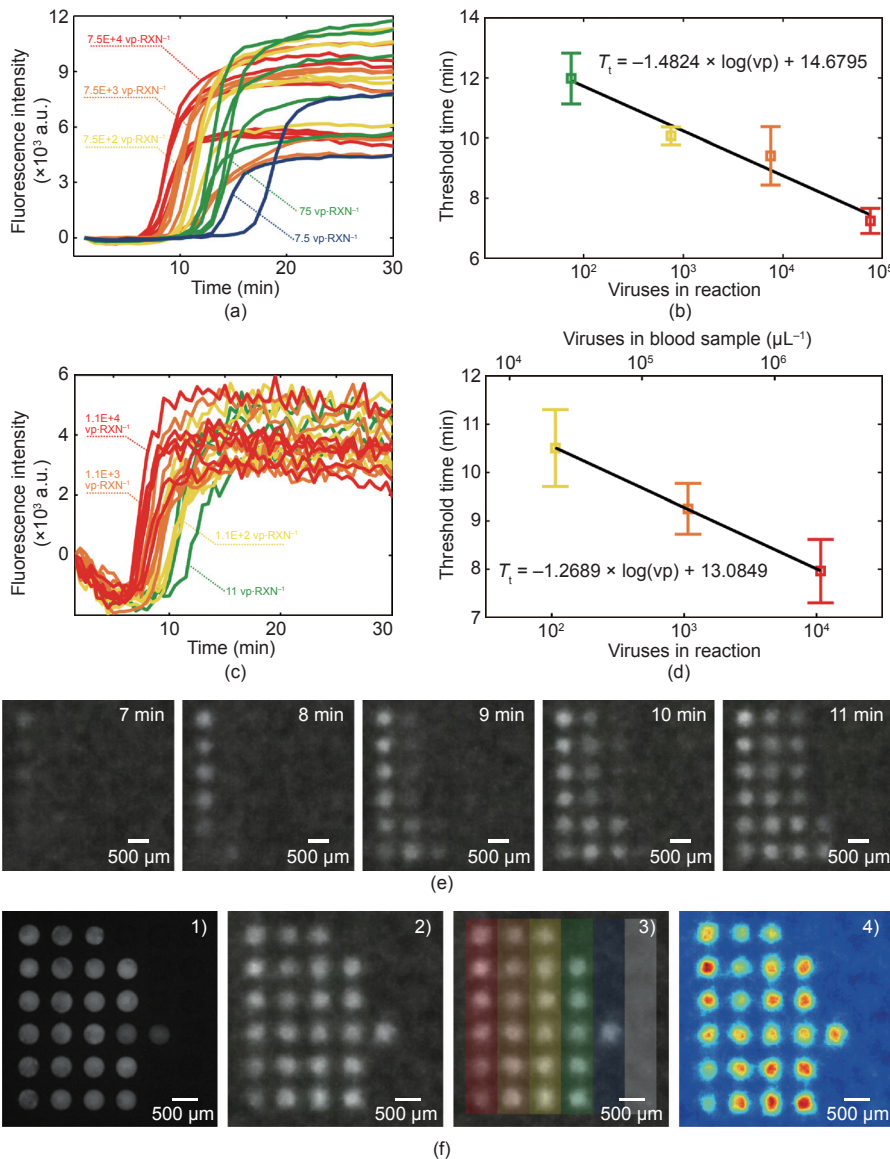 12
9
6
3
0
Fluorescence intensity
(×10³ a.u.)
7.5E+4 vp·RXN⁻¹
7.5E+3 vp·RXN⁻¹
7.5E+2 vp·RXN⁻¹
75 vp·RXN⁻¹
7.5 vp·RXN⁻¹
10 20 30
Time (min)
(a)
14
12
10
8
6
Threshold time (min)
Tₜ = –1.4824 × log(vp) + 14.6795
10² 10³ 10⁴ 10⁵
Viruses in reaction
(b)
6
4
2
0
Fluorescence intensity
(×10³ a.u.)
1.1E+4
vp·RXN⁻¹
1.1E+3
vp·RXN⁻¹
1.1E+2 vp·RXN⁻¹
11 vp·RXN⁻¹
10 20 30
Time (min)
(c)
Viruses in blood sample (μL⁻¹)
10⁴ 10⁵ 10⁶
12
11
10
9
8
7
Threshold time (min)
Tₜ = –1.2689 × log(vp) + 13.0849
10² 10³ 10⁴
Viruses in reaction
(d)
7 min
500 μm
8 min
500 μm
9 min
500 μm
10 min
500 μm
11 min
500 μm
(e)
1)
500 μm
2)
500 μm
3)
500 μm
4)
500 μm
(f)